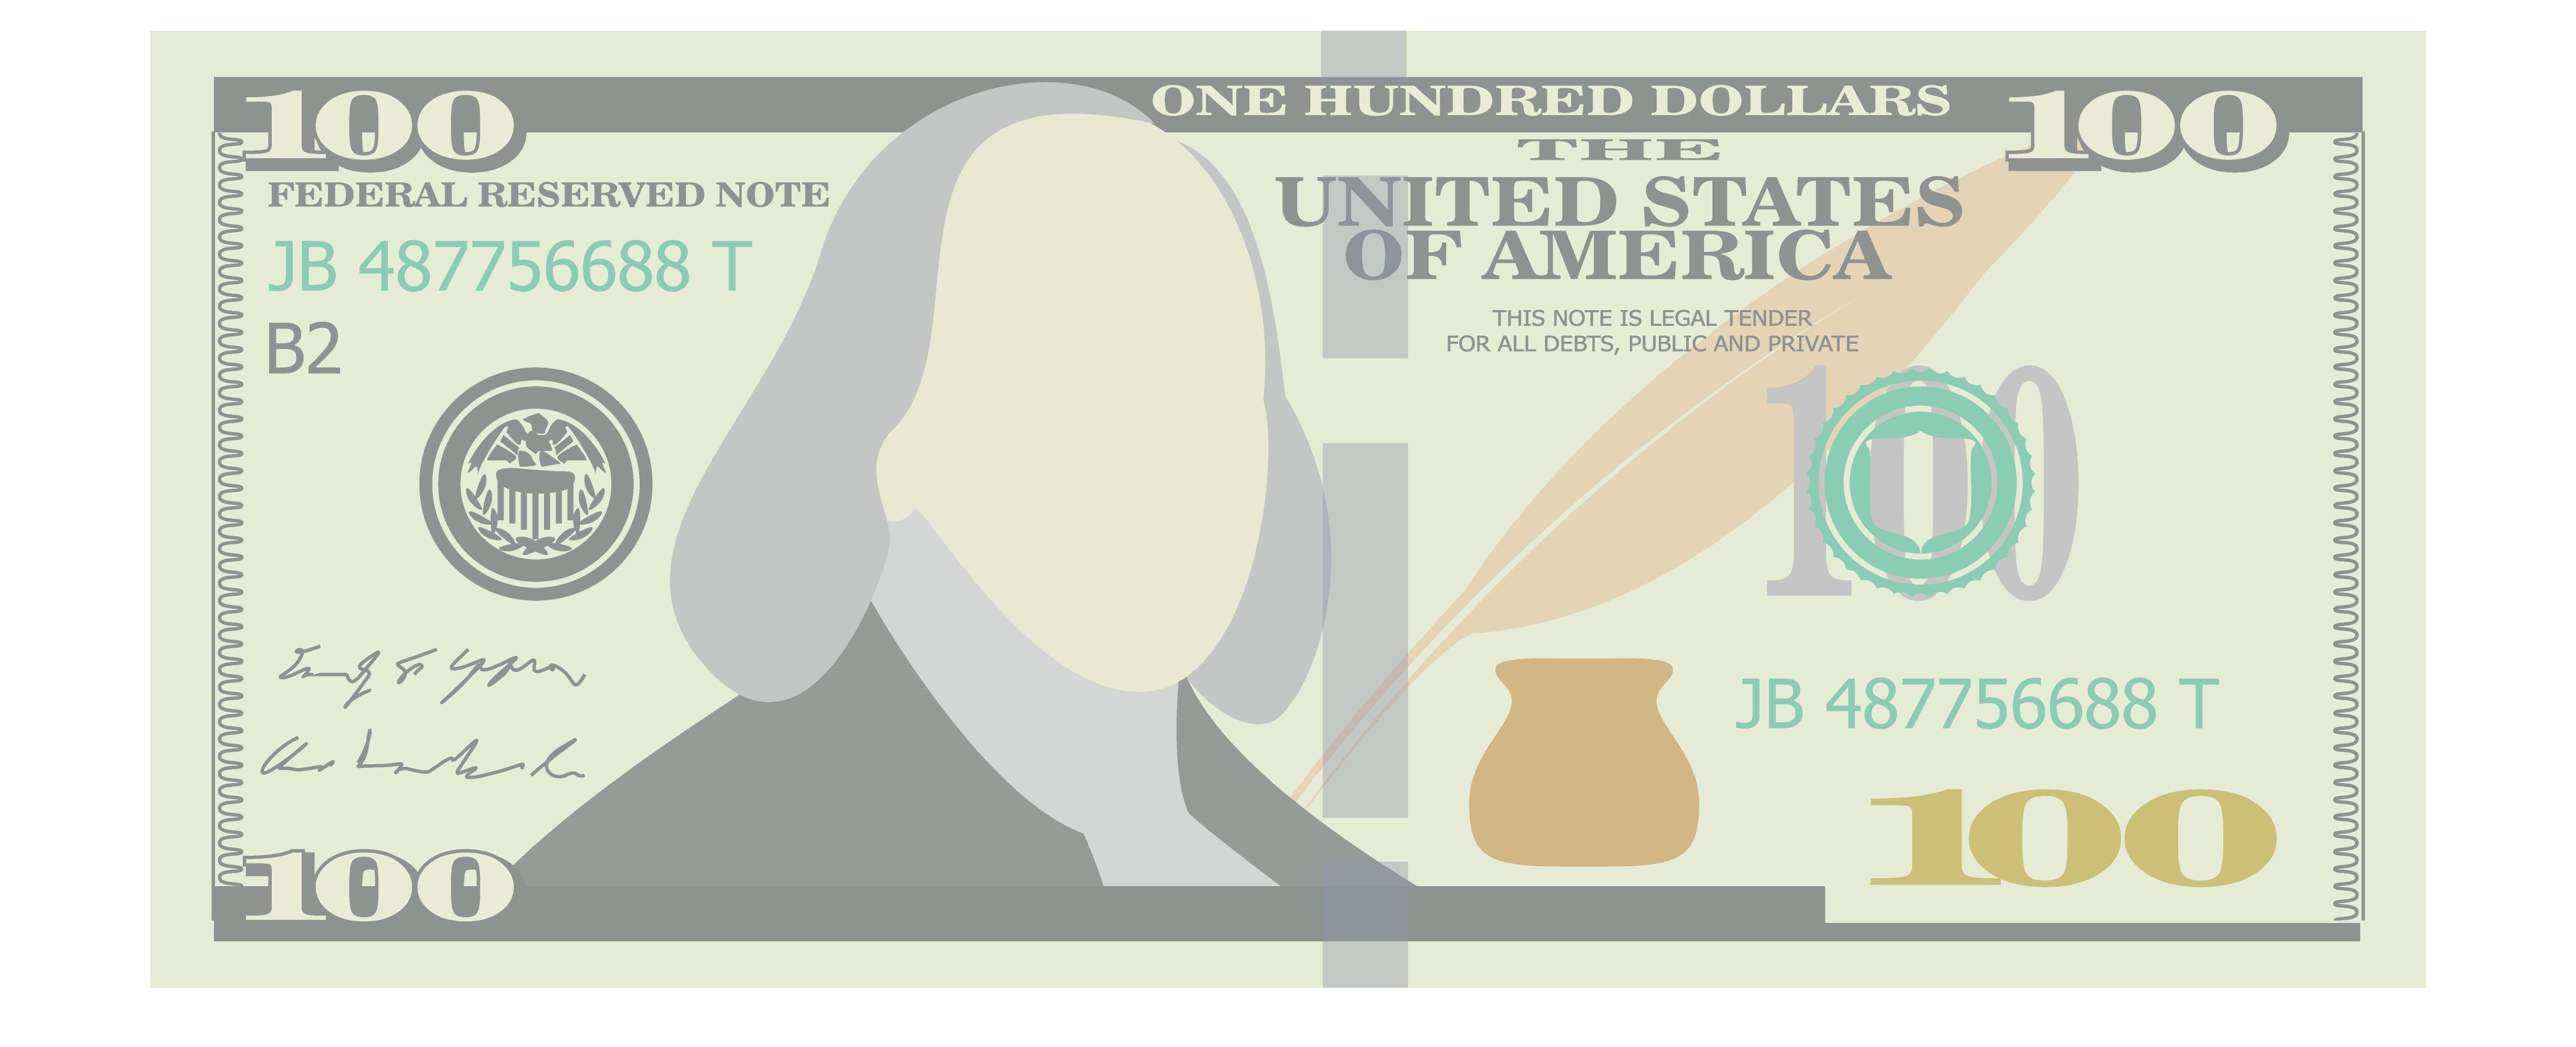 100
ONE HUNDRED DOLLARS
100
FEDERAL RESERVED NOTE
JB 487756688 T
B2
THE
UNITED STATES
OF AMERICA
THIS NOTE IS LEGAL TENDER
FOR ALL DEBTS, PUBLIC AND PRIVATE
100
JB 487756688 T
100
100